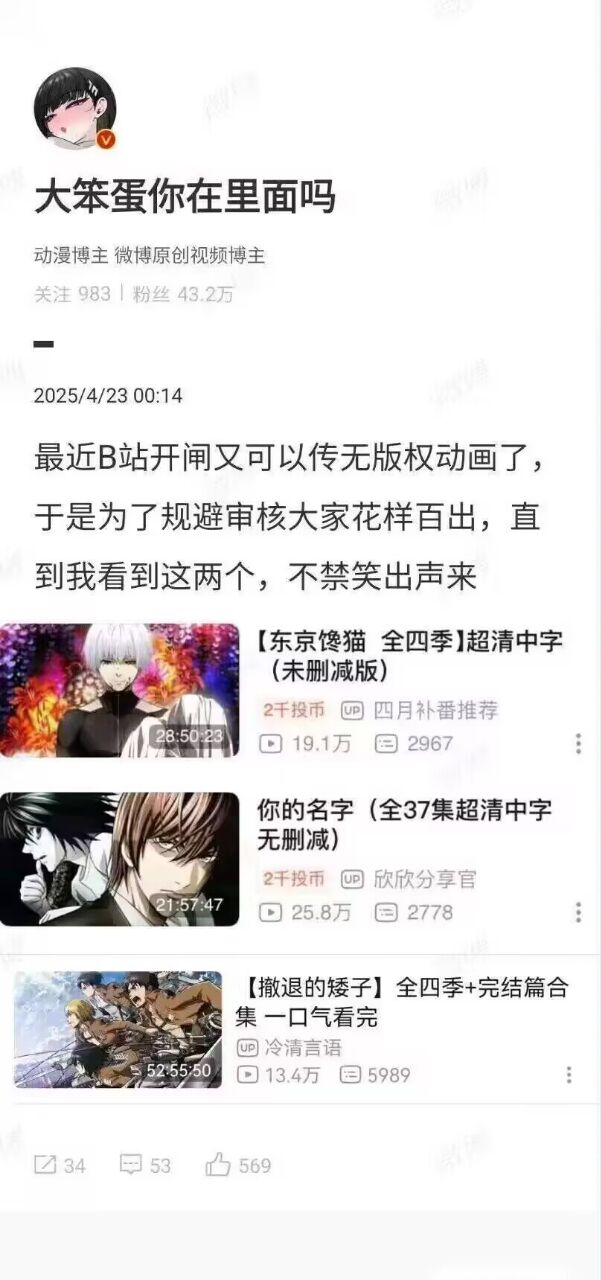 大笨蛋你在里面吗
动漫博主 微博原创视频博主
关注 983 | 粉丝 43.2万
2025/4/23 00:14
最近B站开闸又可以传无版权动画了，
于是为了规避审核大家花样百出，直
到我看到这两个，不禁笑出声来
【东京馋猫 全四季】超清中字
（未删减版）
28:50:23
2千投币 UP 四月补番推荐
19.1万 2967
你的名字（全37集超清中字
无删减）
21:57:47
2千投币 UP 欣欣分享官
25.8万 2778
【撤退的矮子】全四季+完结篇合
集 一口气看完
52:55:50
UP 冷清言语
13.4万 5989
34 53 569